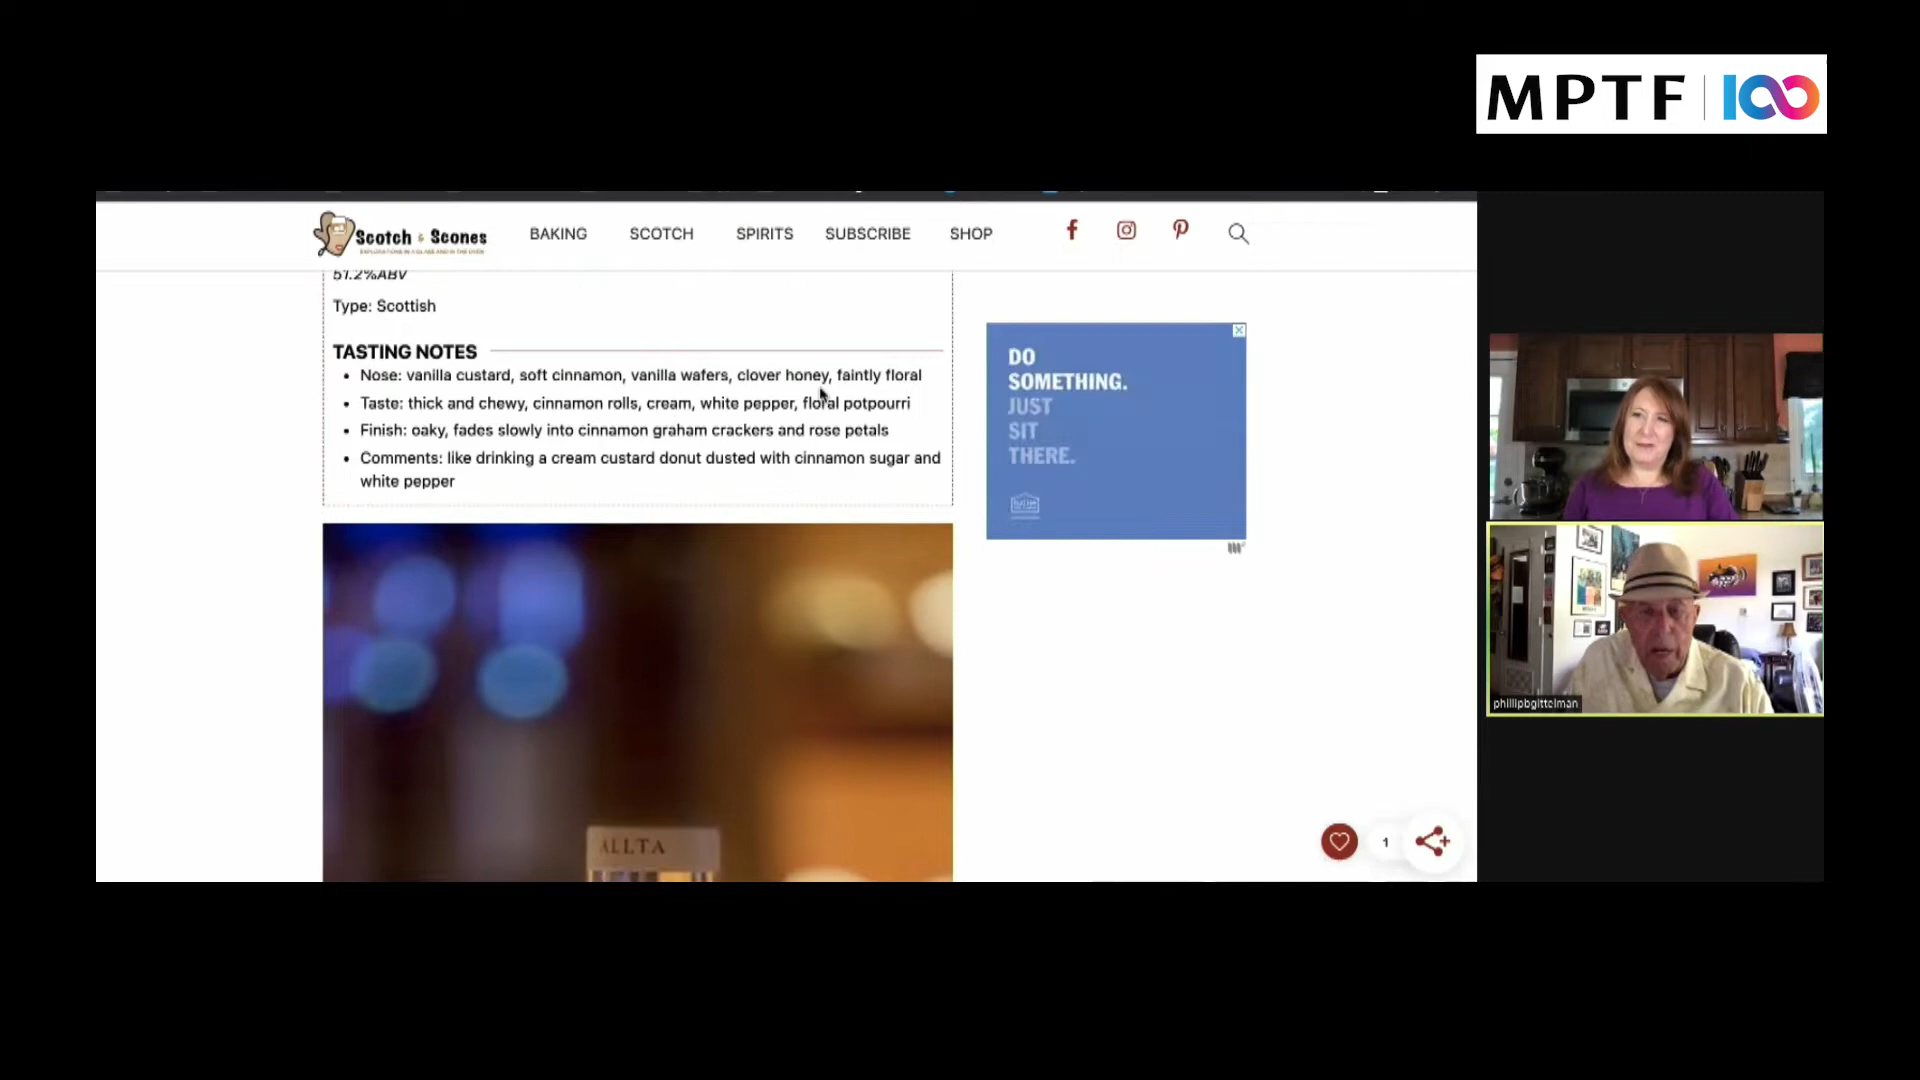 MPTF 100
Scotch & Scones
BAKING
SCOTCH
SPIRITS
SUBSCRIBE
SHOP
51.2%ABV
Type: Scottish
TASTING NOTES
Nose: vanilla custard, soft cinnamon, vanilla wafers, clover honey, faintly floral
Taste: thick and chewy, cinnamon rolls, cream, white pepper, floral potpourri
Finish: oaky, fades slowly into cinnamon graham crackers and rose petals
Comments: like drinking a cream custard donut dusted with cinnamon sugar and
white pepper
DO
SOMETHING.
JUST
SIT
THERE.
ALLTA
1
phillipbgittelman